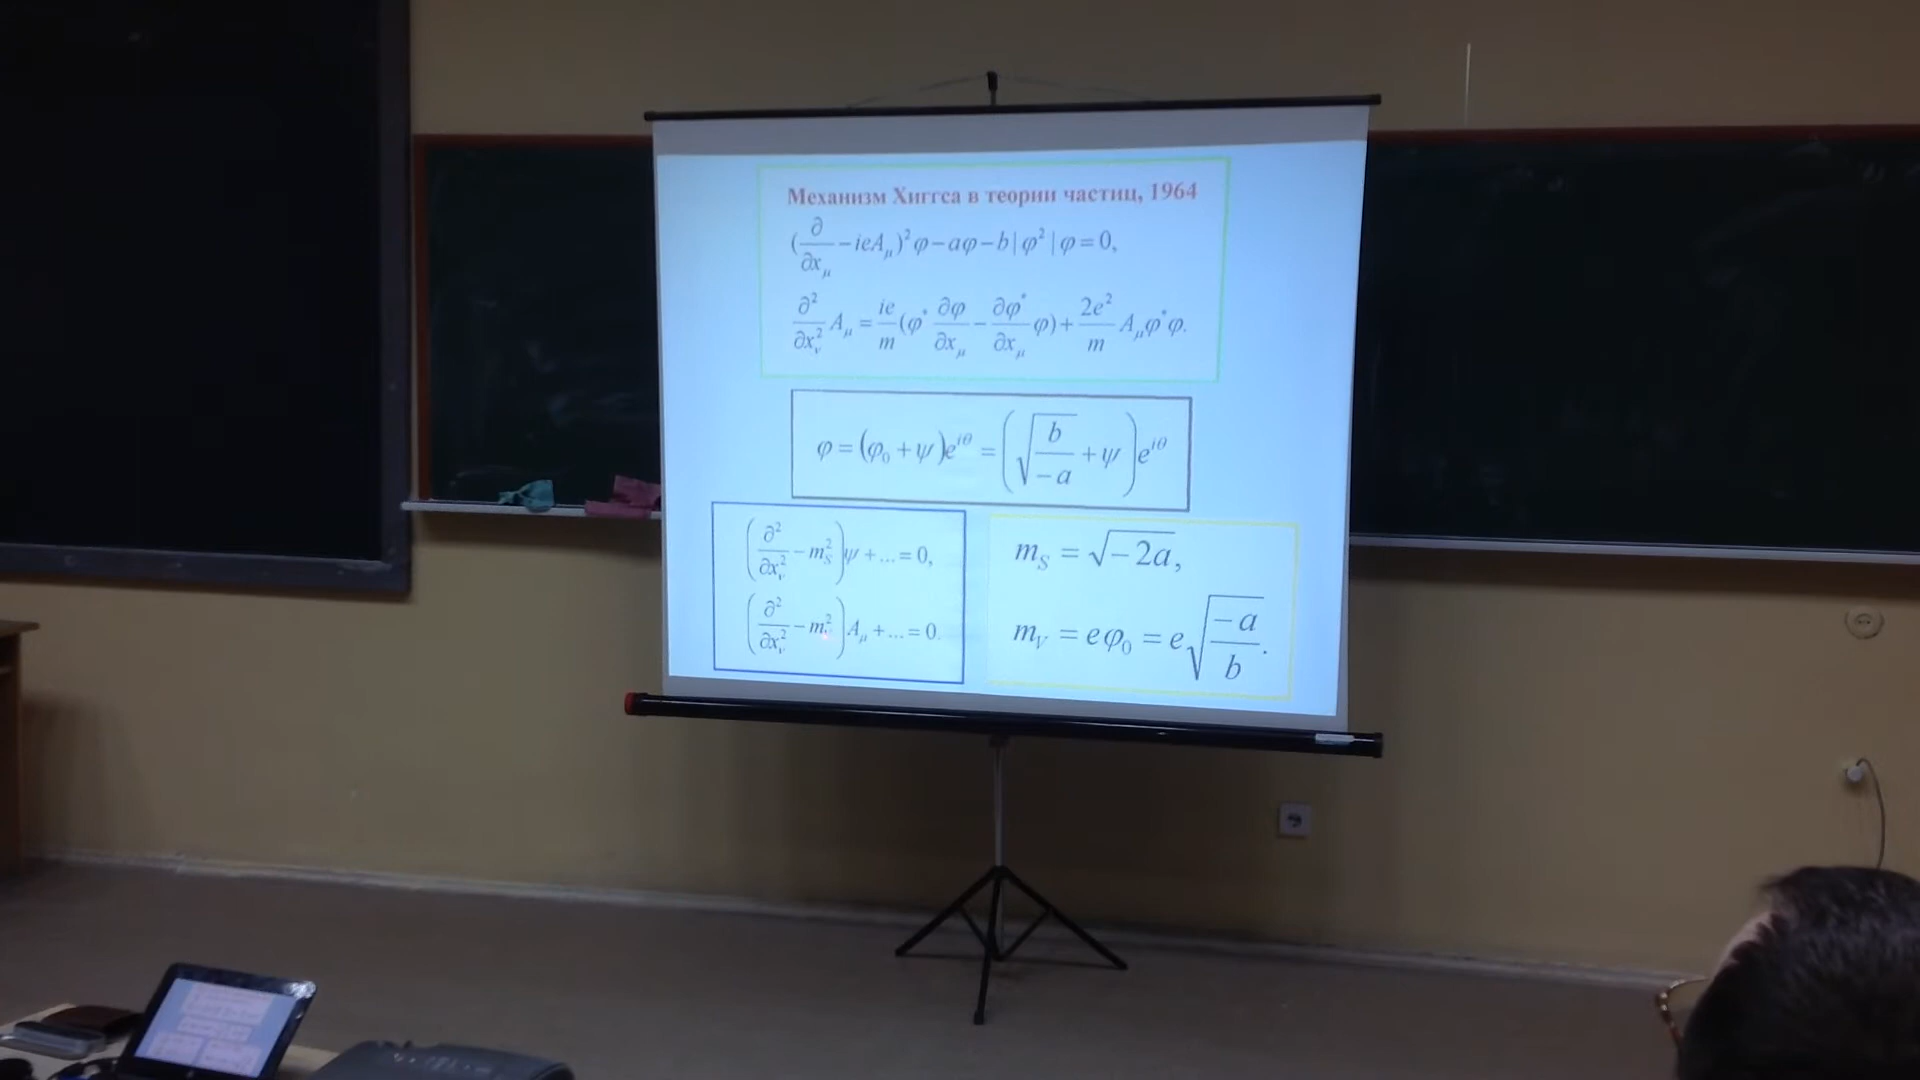 Механизм Хиггса в теории частиц, 1964
(∂/∂x_μ − ieA_μ)²φ − aφ − b|φ²|φ = 0,
∂²/∂x_ν² A_μ = ie/m (φ* ∂φ/∂x_μ − ∂φ*/∂x_μ φ) + 2e²/m A_μφ*φ.
φ = (φ₀ + ψ)e^{iθ} = (√(b/−a) + ψ)e^{iθ}
(∂²/∂x_ν² − m_S²)ψ + ... = 0,
(∂²/∂x_ν² − m_V²)A_μ + ... = 0.
m_S = √(−2a),
m_V = eφ₀ = e√(−a/b).